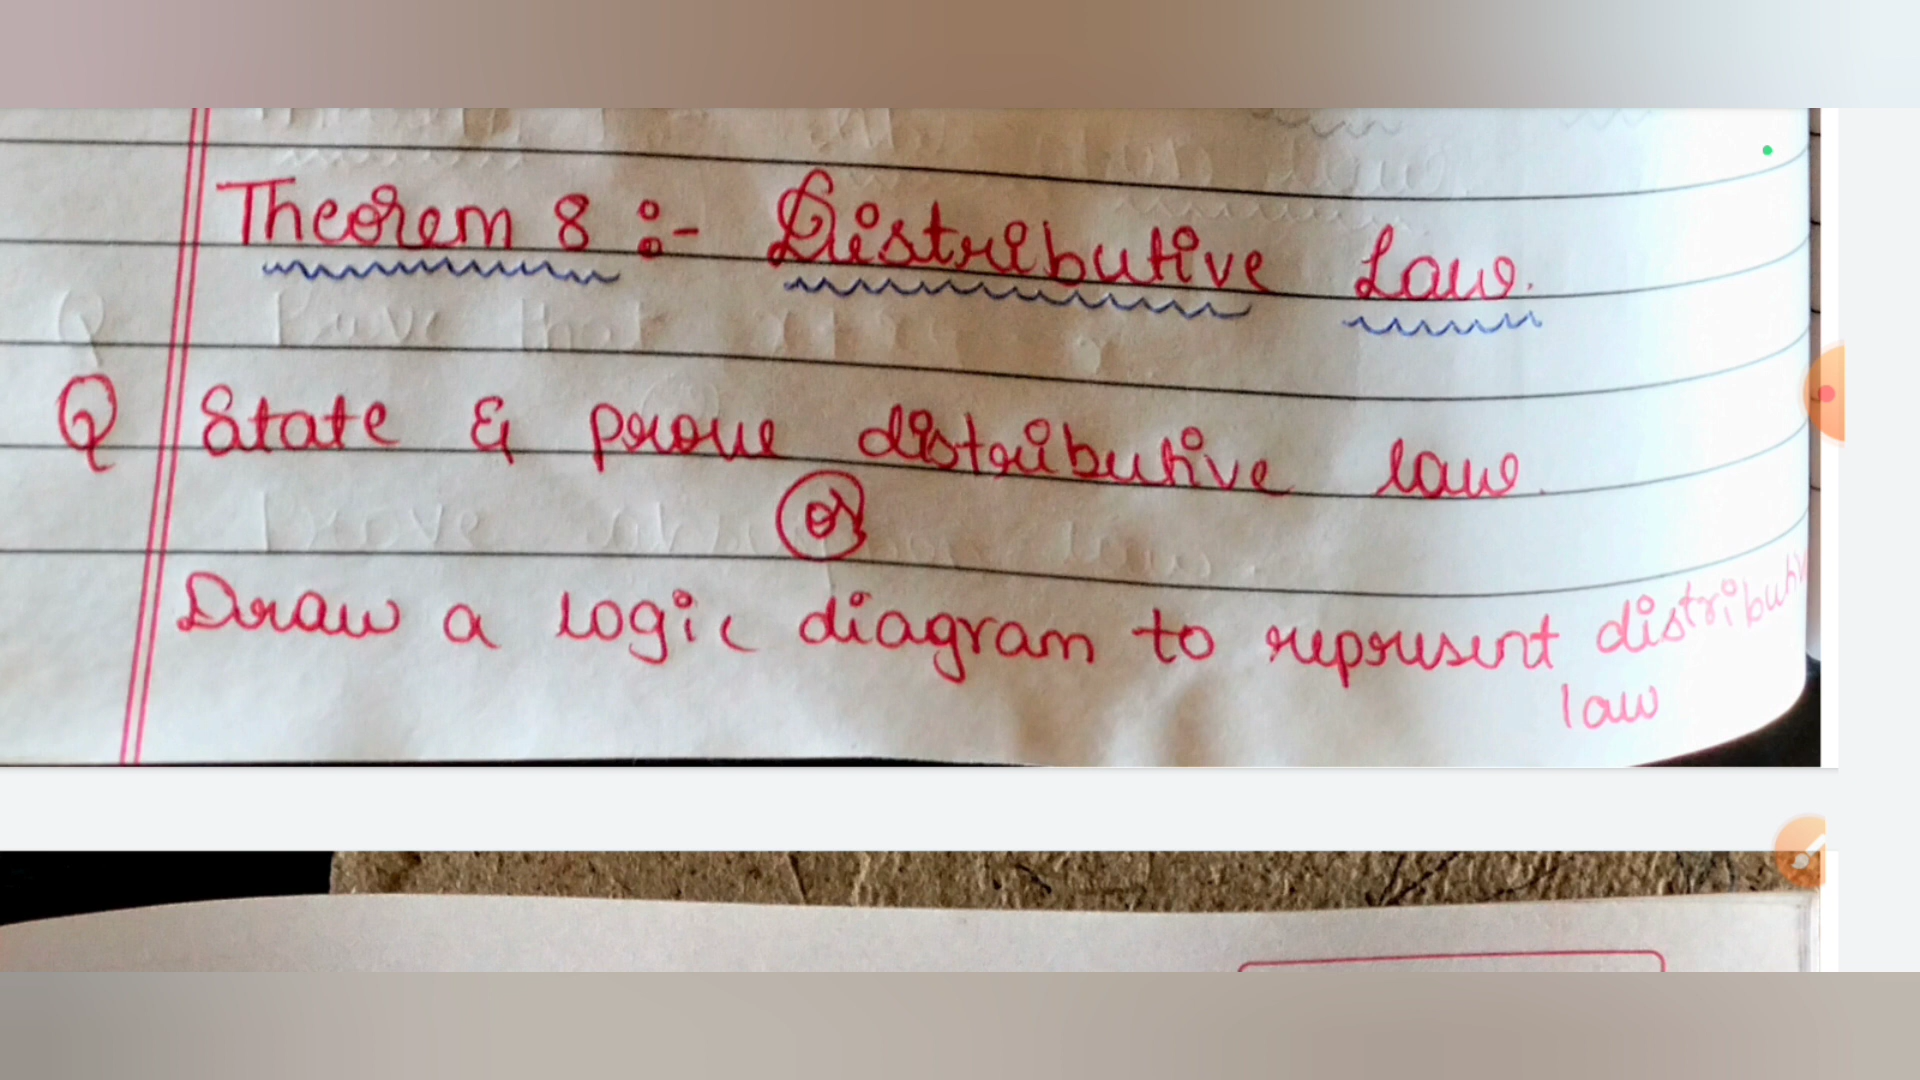 Theorem 8 :- Distributive Law.
Q State & prove distributive law.
or
Draw a logic diagram to represent distributive
law